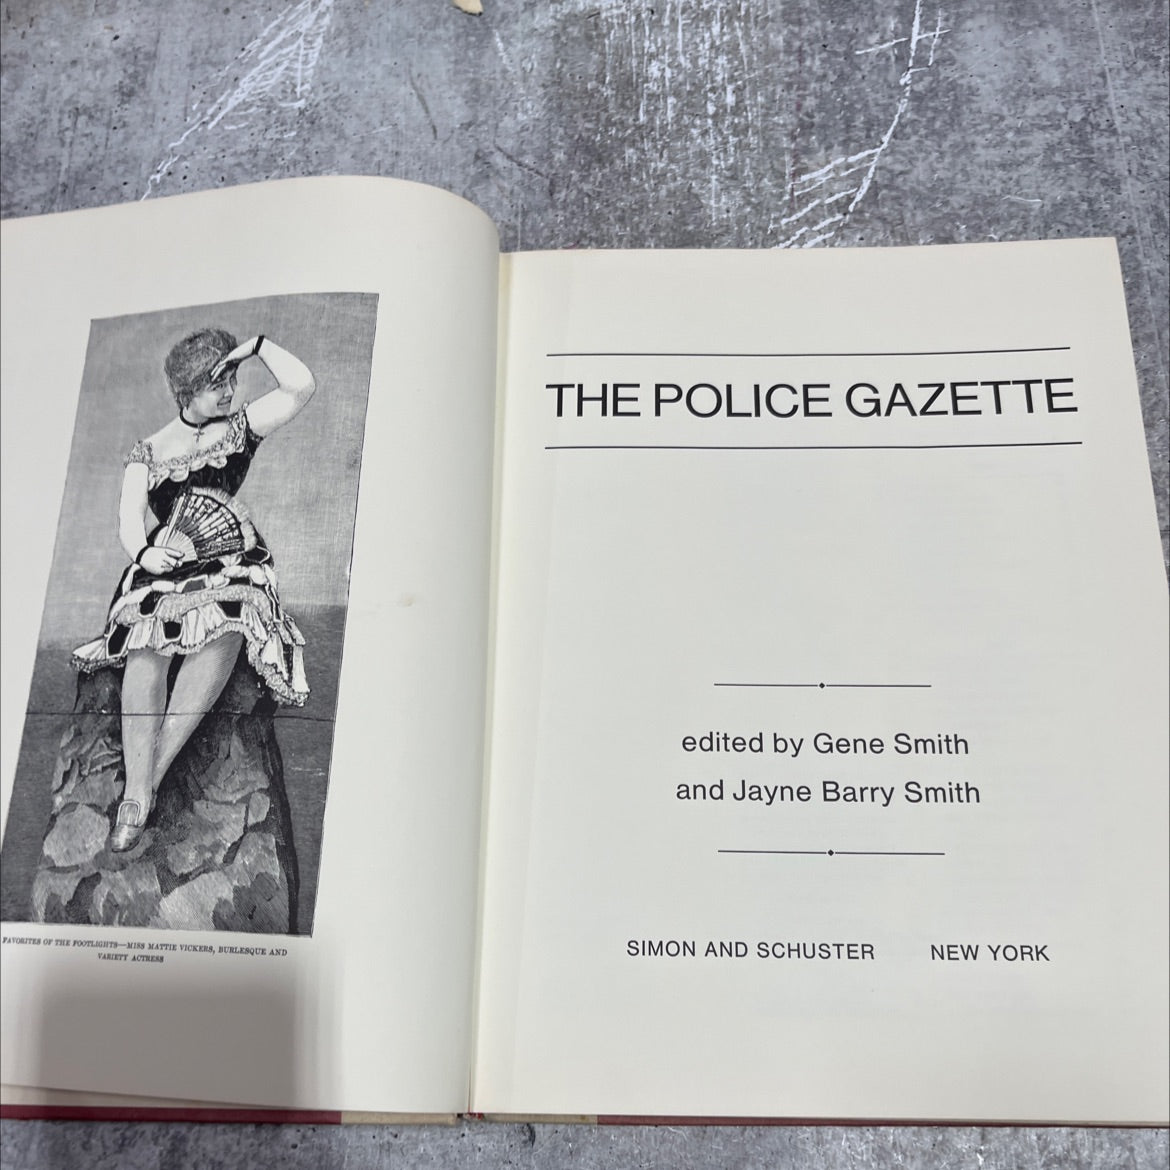 FAVORITES OF THE FOOTLIGHTS—MISS MATTIE VICKERS, BURLESQUE AND
VARIETY ACTRESS
THE POLICE GAZETTE
edited by Gene Smith
and Jayne Barry Smith
SIMON AND SCHUSTER NEW YORK